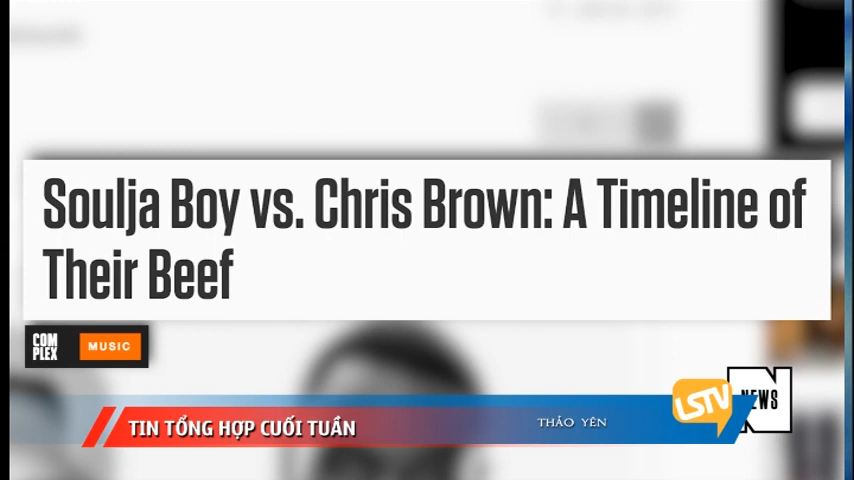 Soulja Boy vs. Chris Brown: A Timeline of
Their Beef
COM
PLEX
MUSIC
LSTV
NEWS
TIN TỔNG HỢP CUỐI TUẦN
THẢO YÊN